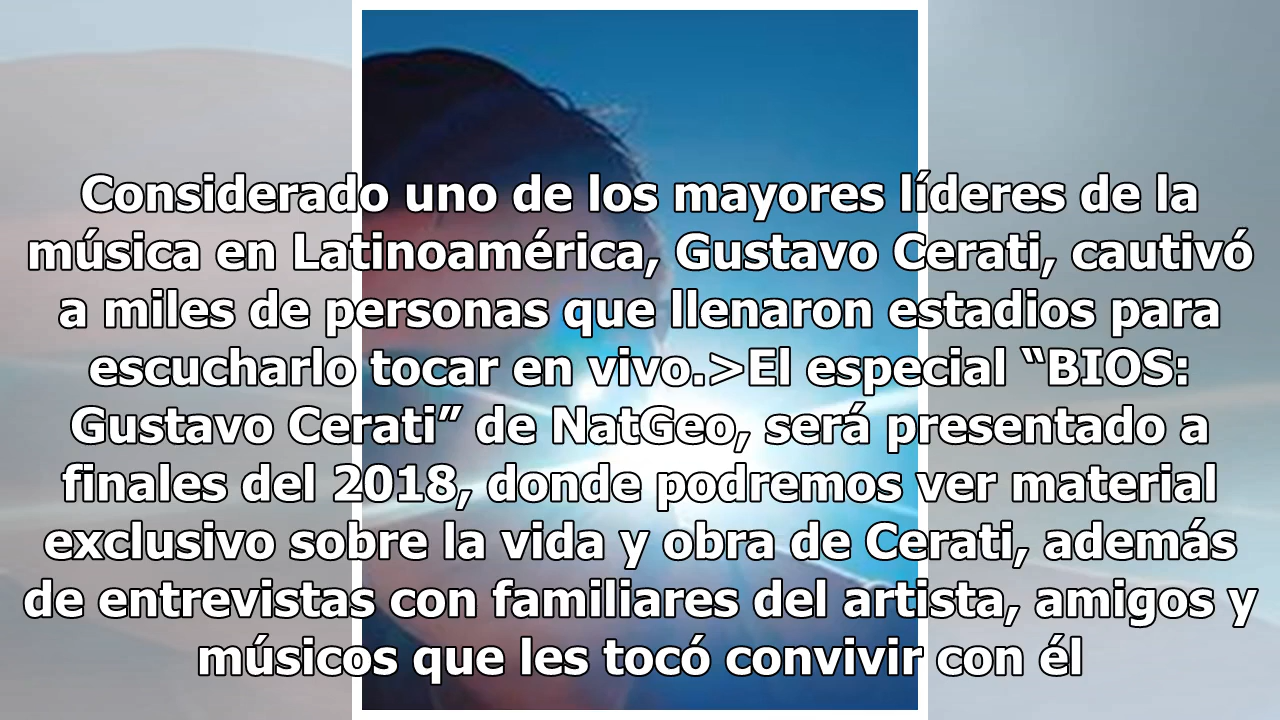 Considerado uno de los mayores líderes de la
música en Latinoamérica, Gustavo Cerati, cautivó
a miles de personas que llenaron estadios para
escucharlo tocar en vivo.>El especial “BIOS:
Gustavo Cerati” de NatGeo, será presentado a
finales del 2018, donde podremos ver material
exclusivo sobre la vida y obra de Cerati, además
de entrevistas con familiares del artista, amigos y
músicos que les tocó convivir con él